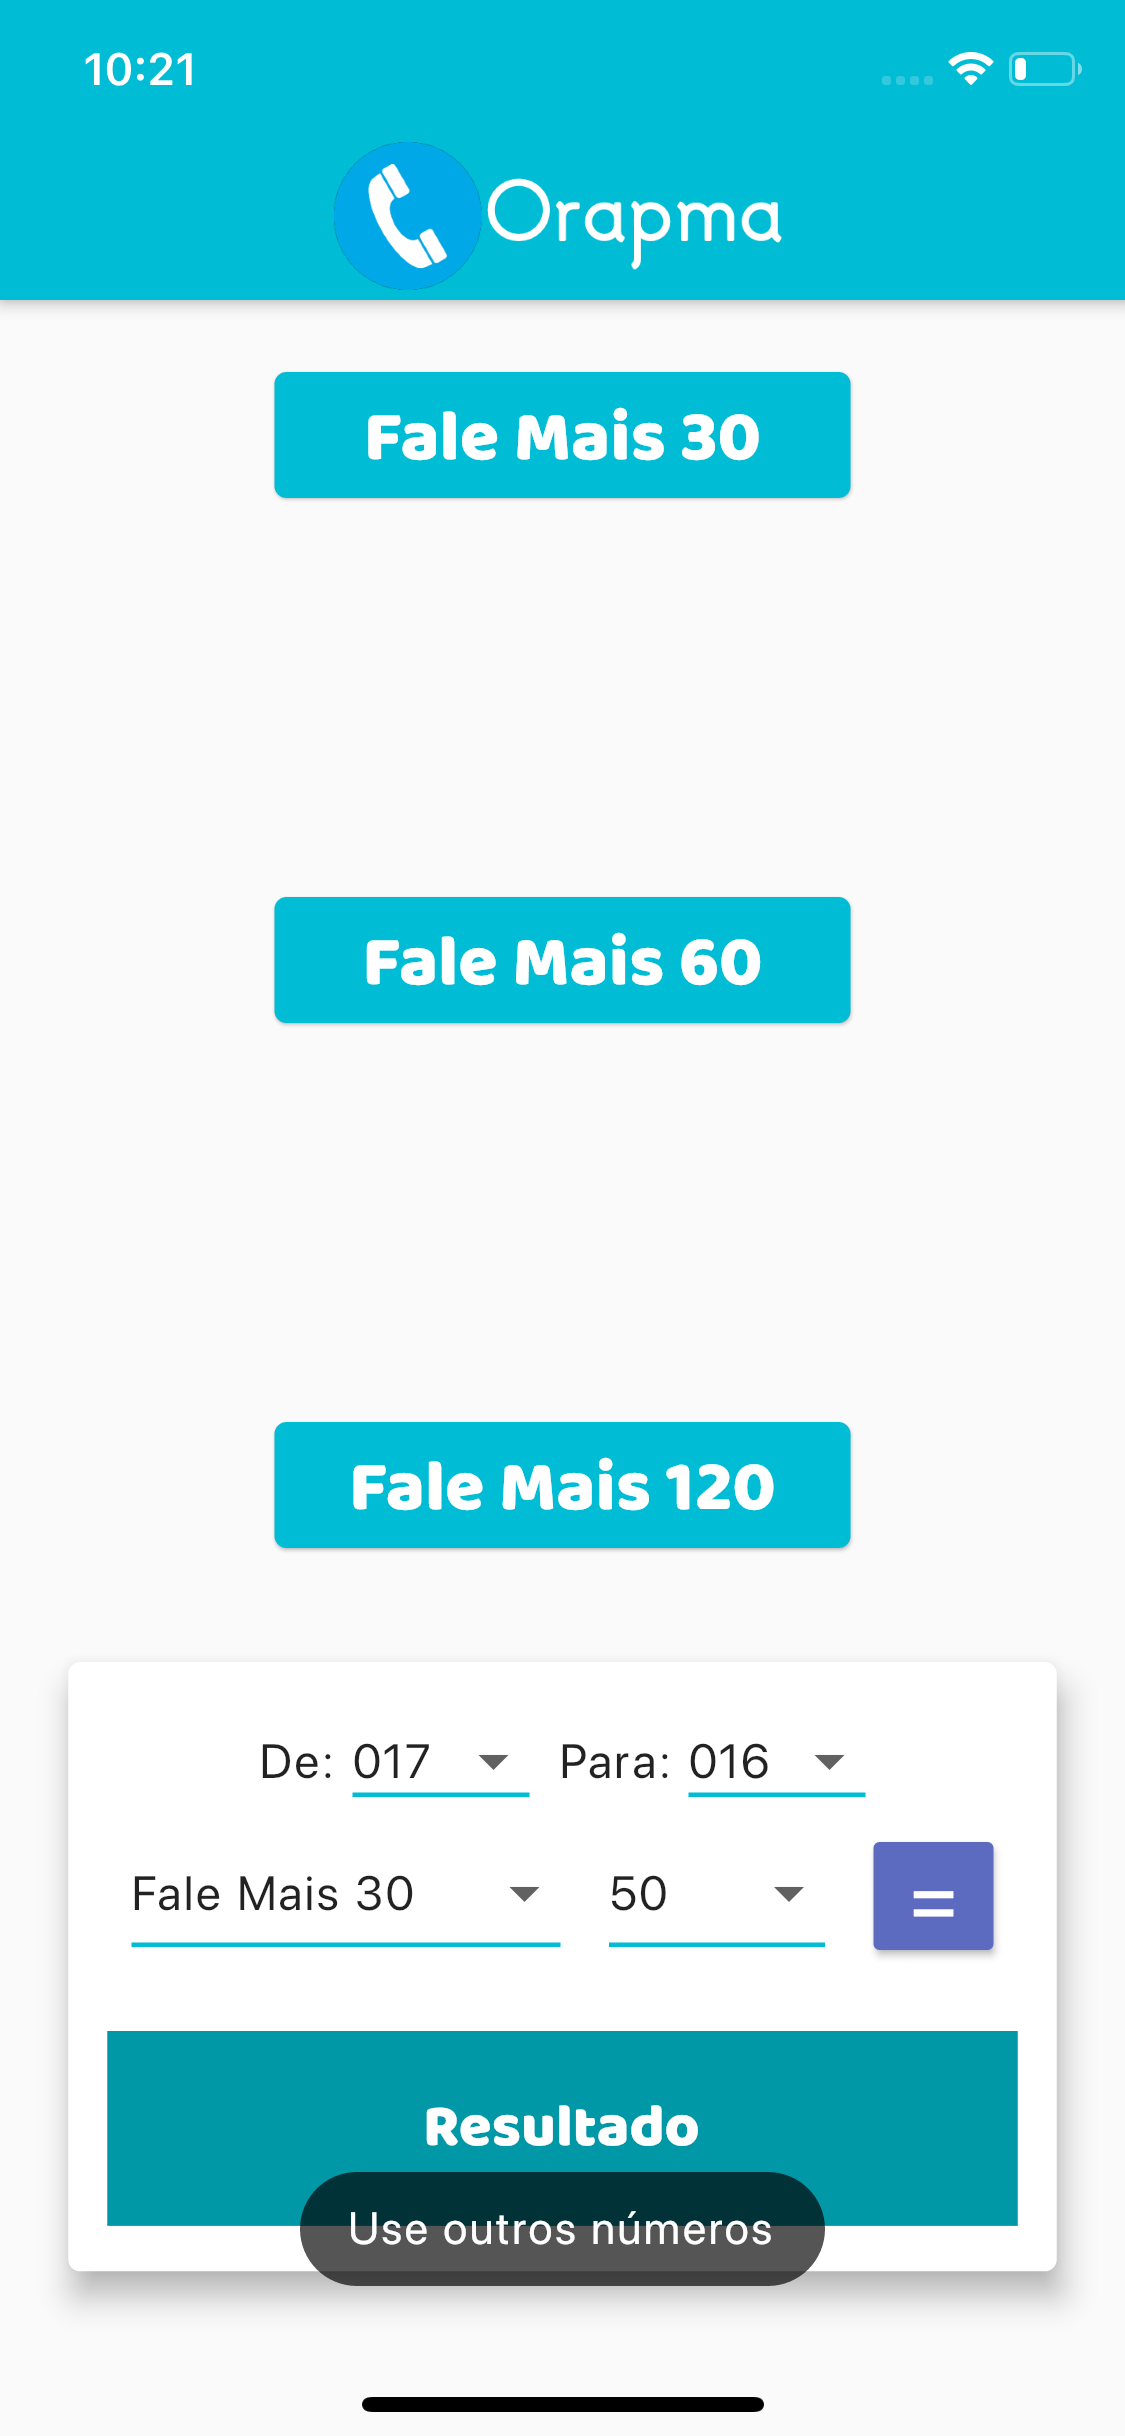 10:21
Orapma
Fale Mais 30
Fale Mais 60
Fale Mais 120
De: 017 Para: 016
Fale Mais 30 50 =
Resultado
Use outros números